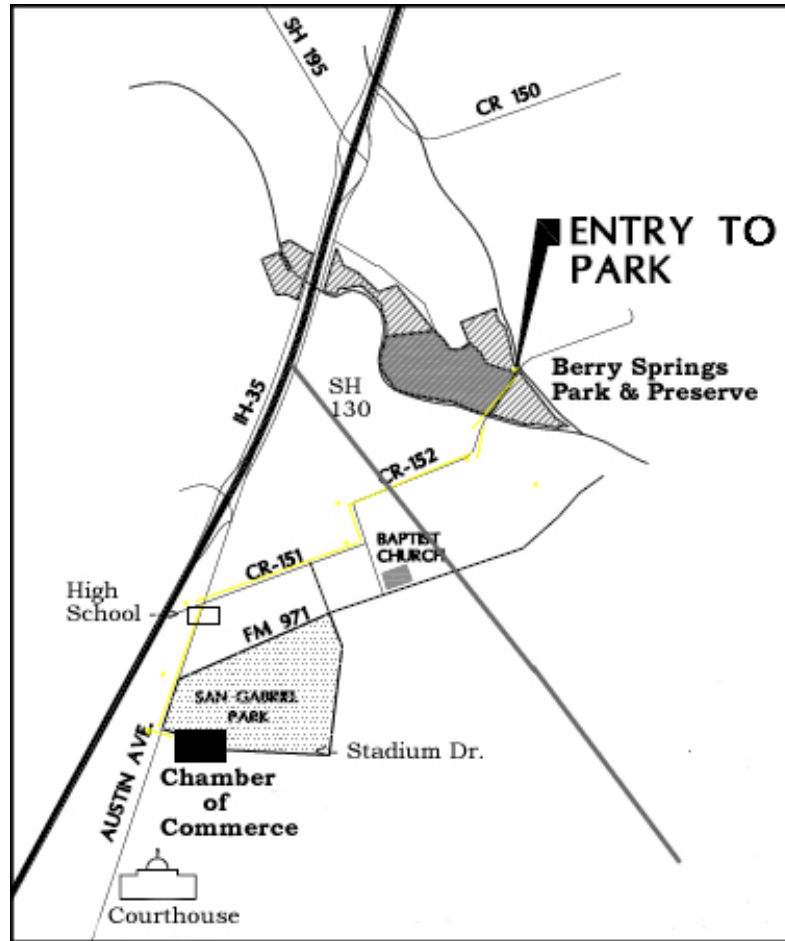 SH 195
CR 150
ENTRY TO
PARK
Berry Springs
Park & Preserve
SH
130
IH-35
CR-152
BAPTIST
CHURCH
CR-151
High
School
FM 971
SAN GABRIEL
PARK
Stadium Dr.
AUSTIN AVE.
Chamber
of
Commerce
Courthouse